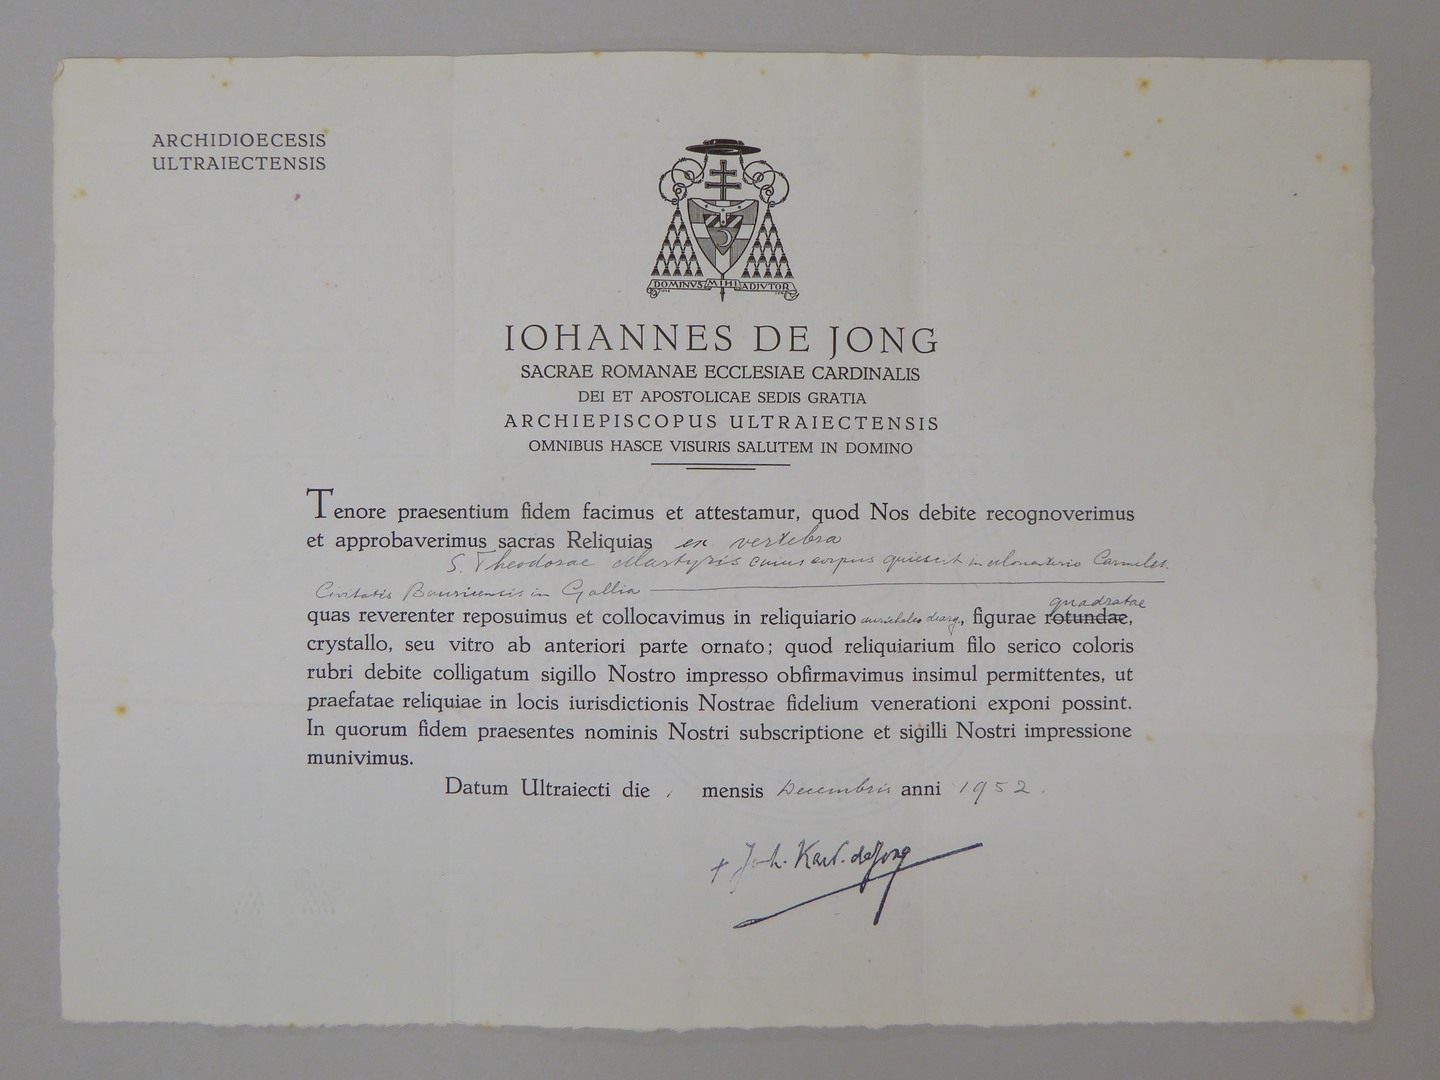 ARCHIDIOECESIS
ULTRAIECTENSIS
DOMINVS MIHI ADJVTOR
IOHANNES DE JONG
SACRAE ROMANAE ECCLESIAE CARDINALIS
DEI ET APOSTOLICAE SEDIS GRATIA
ARCHIEPISCOPUS ULTRAIECTENSIS
OMNIBUS HASCE VISURIS SALUTEM IN DOMINO
Tenore praesentium fidem facimus et attestamur, quod Nos debite recognoverimus
et approbaverimus sacras Reliquias ex vertebra
S. Theodorae Martyris cuius corpus quiescit in Monasterio Carmelit.
Civitatis in Gallia
quadratae
quas reverenter reposuimus et collocavimus in reliquiario, figurae rotundae,
crystallo, seu vitro ab anteriori parte ornato; quod reliquiarium filo serico coloris
rubri debite colligatum sigillo Nostro impresso obfirmavimus insimul permittentes, ut
praefatae reliquiae in locis iurisdictionis Nostrae fidelium venerationi exponi possint.
In quorum fidem praesentes nominis Nostri subscriptione et sigilli Nostri impressione
munivimus.
Datum Ultraiecti die mensis Decembris anni 1952.
+ Joh. Kard. de Jong